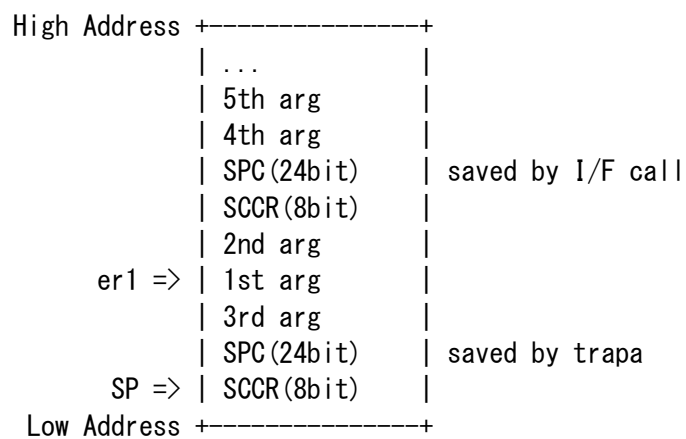 High Address +---------------+
             | ...           |
             | 5th arg       |
             | 4th arg       |
             | SPC(24bit)    | saved by I/F call
             | SCCR(8bit)    |
             | 2nd arg       |
      er1 => | 1st arg       |
             | 3rd arg       |
             | SPC(24bit)    | saved by trapa
       SP => | SCCR(8bit)    |
 Low Address +---------------+